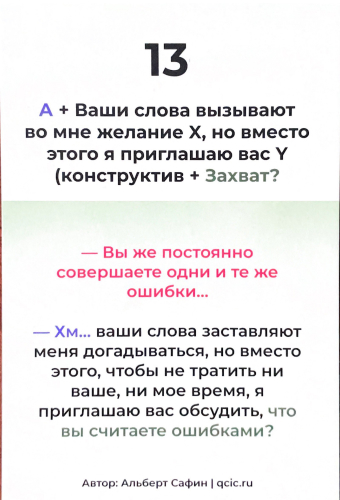 13
А + Ваши слова вызывают
во мне желание X, но вместо
этого я приглашаю вас Y
(конструктив + Захват?
— Вы же постоянно
совершаете одни и те же
ошибки...
— Хм... ваши слова заставляют
меня догадываться, но вместо
этого, чтобы не тратить ни
ваше, ни мое время, я
приглашаю вас обсудить, что
вы считаете ошибками?
Автор: Альберт Сафин | qcic.ru